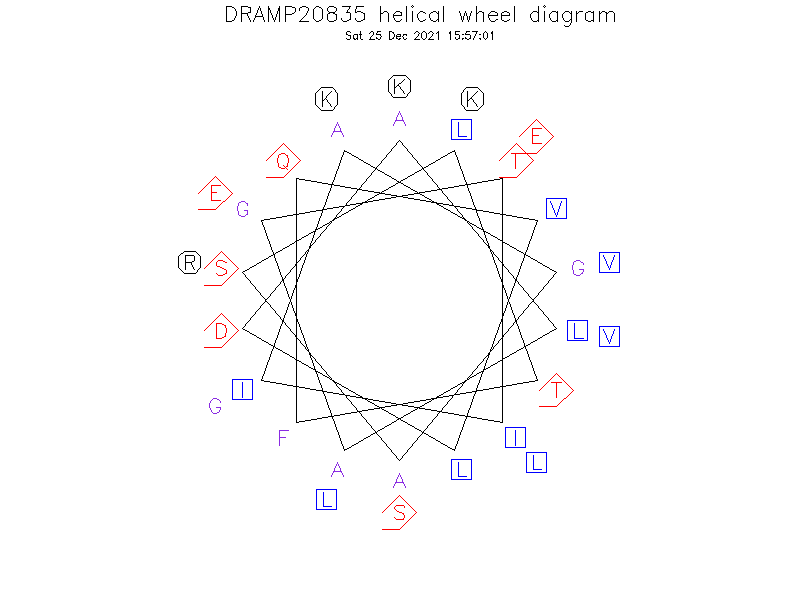 DRAMP20835 helical wheel diagram
Sat 25 Dec 2021 15:57:01
K
K K
A A L E
Q T
E G V
R S G V
D L V
G I T
F I L
A A L
L S